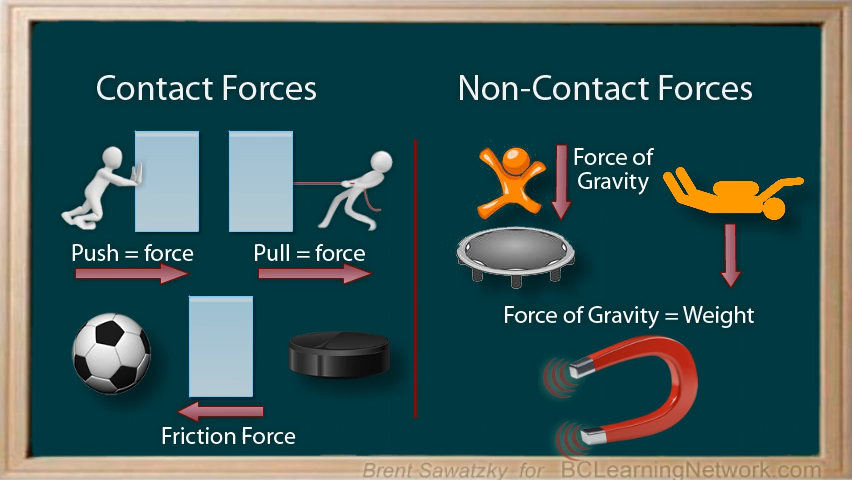 Contact Forces
Push = force
Pull = force
Friction Force
Non-Contact Forces
Force of
Gravity
Force of Gravity = Weight
Brent Sawatzky for BCLearningNetwork.com